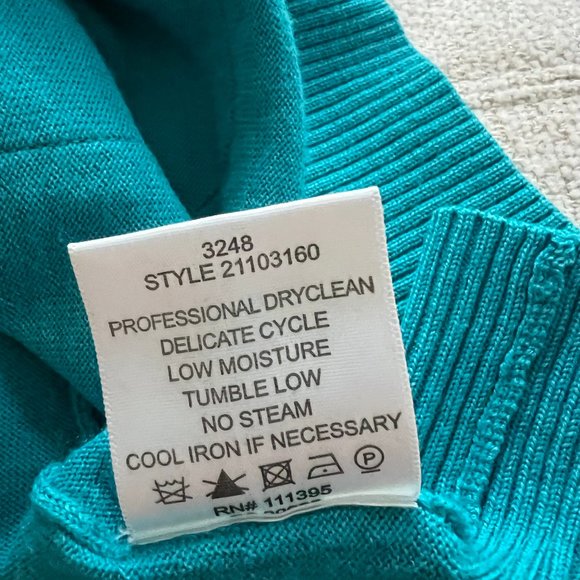 3248
STYLE 21103160
PROFESSIONAL DRYCLEAN
DELICATE CYCLE
LOW MOISTURE
TUMBLE LOW
NO STEAM
COOL IRON IF NECESSARY
P
RN# 111395